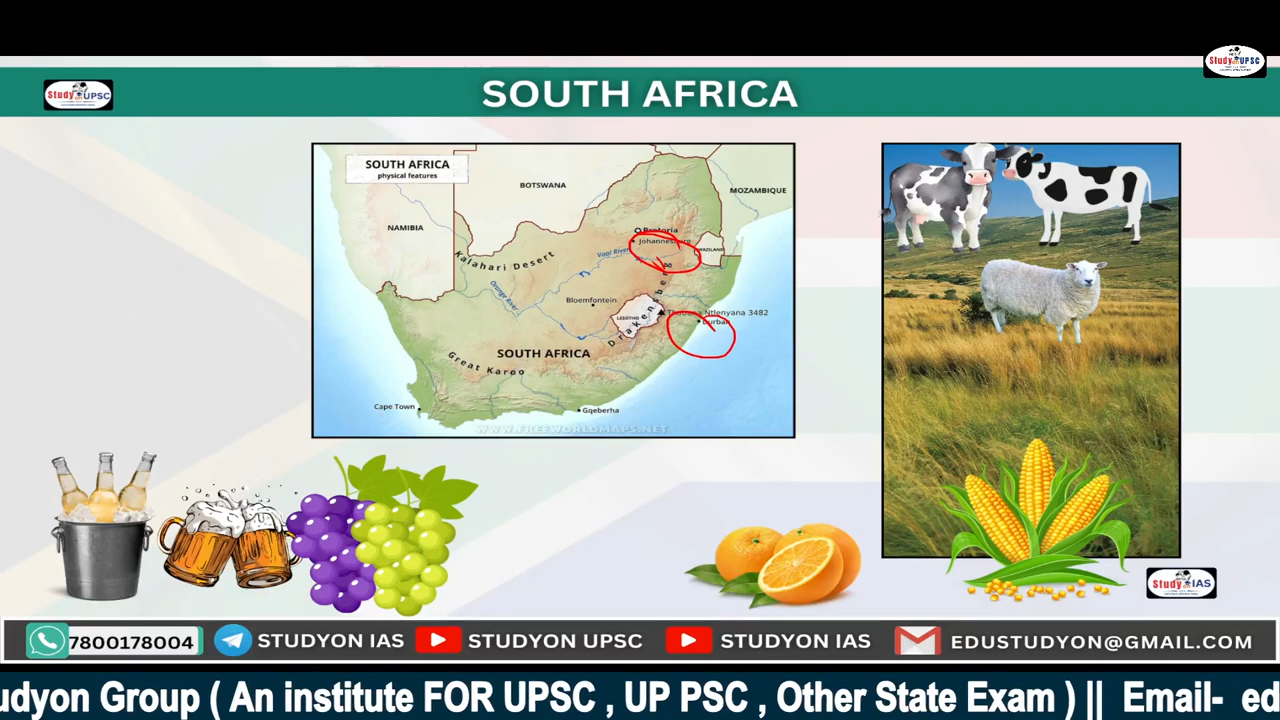 Study
UPSC
Study
UPSC
SOUTH AFRICA
SOUTH AFRICA
physical features
BOTSWANA
MOZAMBIQUE
NAMIBIA
Pretoria
Johannesburg
Vaal River
Kalahari Desert
Orange River
Bloemfontein
LESOTHO
Drakensberg
Thabana Ntlenyana 3482
Durban
SOUTH AFRICA
Great Karoo
Cape Town
Gqeberha
WWW.FREEWORLDMAPS.NET
Study
IAS
7800178004
STUDYON IAS
STUDYON UPSC
STUDYON IAS
EDUSTUDYON@GMAIL.COM
udyon Group ( An institute FOR UPSC , UP PSC , Other State Exam ) || Email- ed